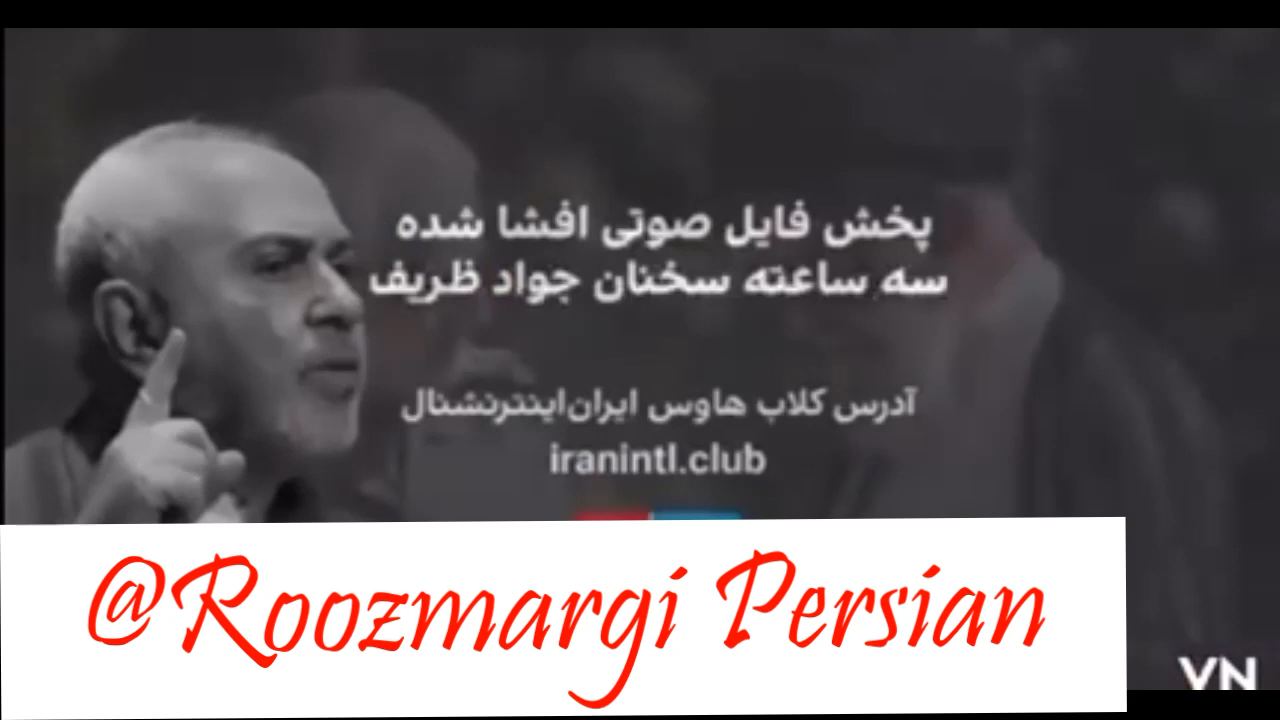 پخش فایل صوتی افشا شده
سه ساعته سخنان جواد ظریف
آدرس کلاب هاوس ایران‌اینترنشنال
iranintl.club
@Roozmargi Persian
VN